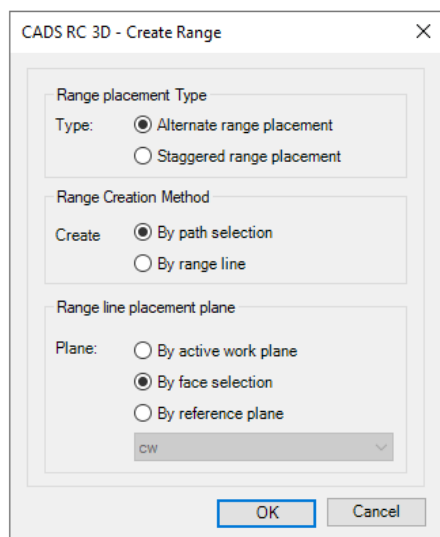 CADS RC 3D - Create Range
Range placement Type
Type:
Alternate range placement
Staggered range placement
Range Creation Method
Create
By path selection
By range line
Range line placement plane
Plane:
By active work plane
By face selection
By reference plane
cw
OK
Cancel